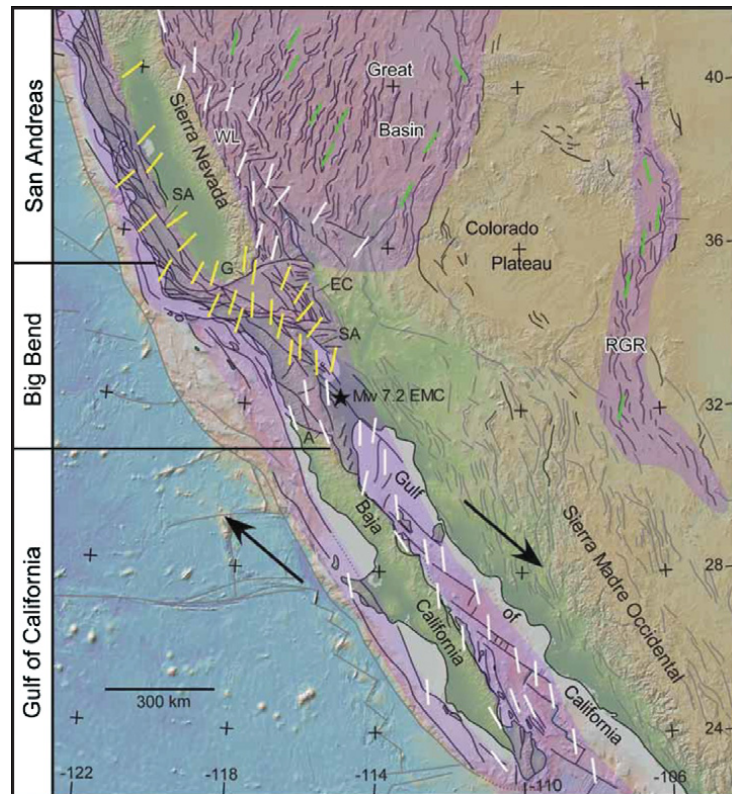 San Andreas
Big Bend
Gulf of California
Great
Basin
Sierra Nevada
WL
SA
G
EC
SA
Colorado
Plateau
RGR
Mw 7.2 EMC
A
Gulf
of
California
Baja
California
Sierra Madre Occidental
300 km
40
36
32
28
24
-122
-118
-114
-110
-106